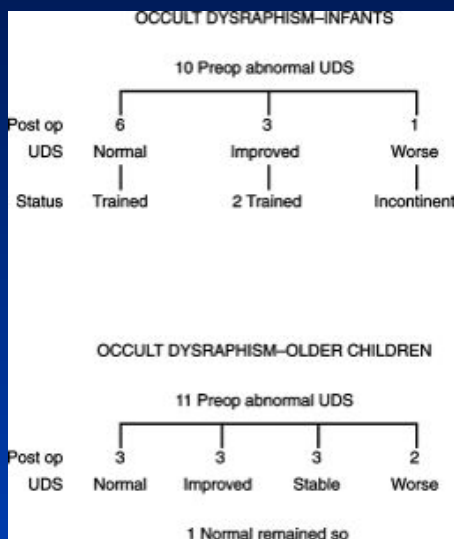 OCCULT DYSRAPHISM–INFANTS
10 Preop abnormal UDS
Post op 6 3 1
UDS Normal Improved Worse
Status Trained 2 Trained Incontinent
OCCULT DYSRAPHISM–OLDER CHILDREN
11 Preop abnormal UDS
Post op 3 3 3 2
UDS Normal Improved Stable Worse
1 Normal remained so